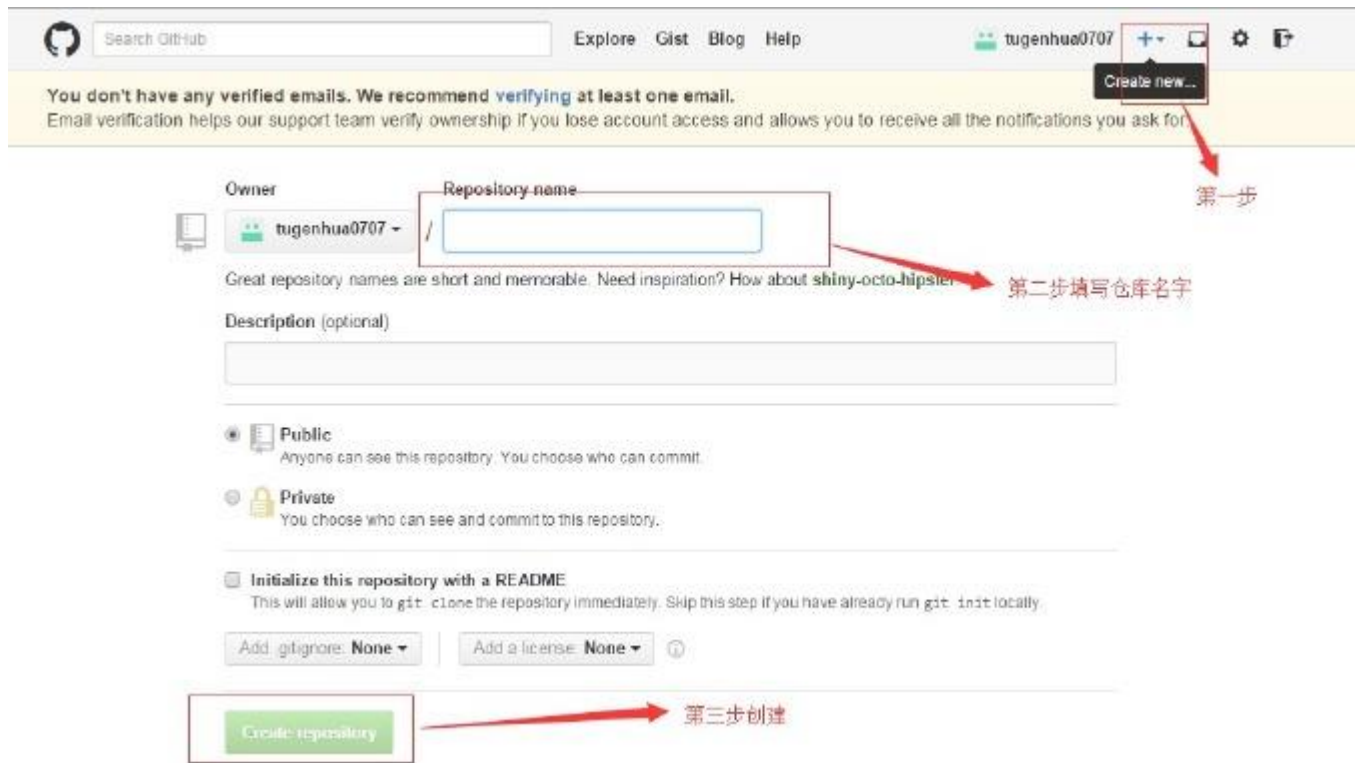 Search GitHub
Explore Gist Blog Help
tugenhua0707
Create new...
You don't have any verified emails. We recommend verifying at least one email.
Email verification helps our support team verify ownership if you lose account access and allows you to receive all the notifications you ask for.
第一步
Owner
Repository name
tugenhua0707 /
Great repository names are short and memorable. Need inspiration? How about shiny-octo-hipster
第二步填写仓库名字
Description (optional)
Public
Anyone can see this repository. You choose who can commit.
Private
You choose who can see and commit to this repository.
Initialize this repository with a README
This will allow you to git clone the repository immediately. Skip this step if you have already run git init locally.
Add .gitignore: None
Add a license: None
Create repository
第三步创建